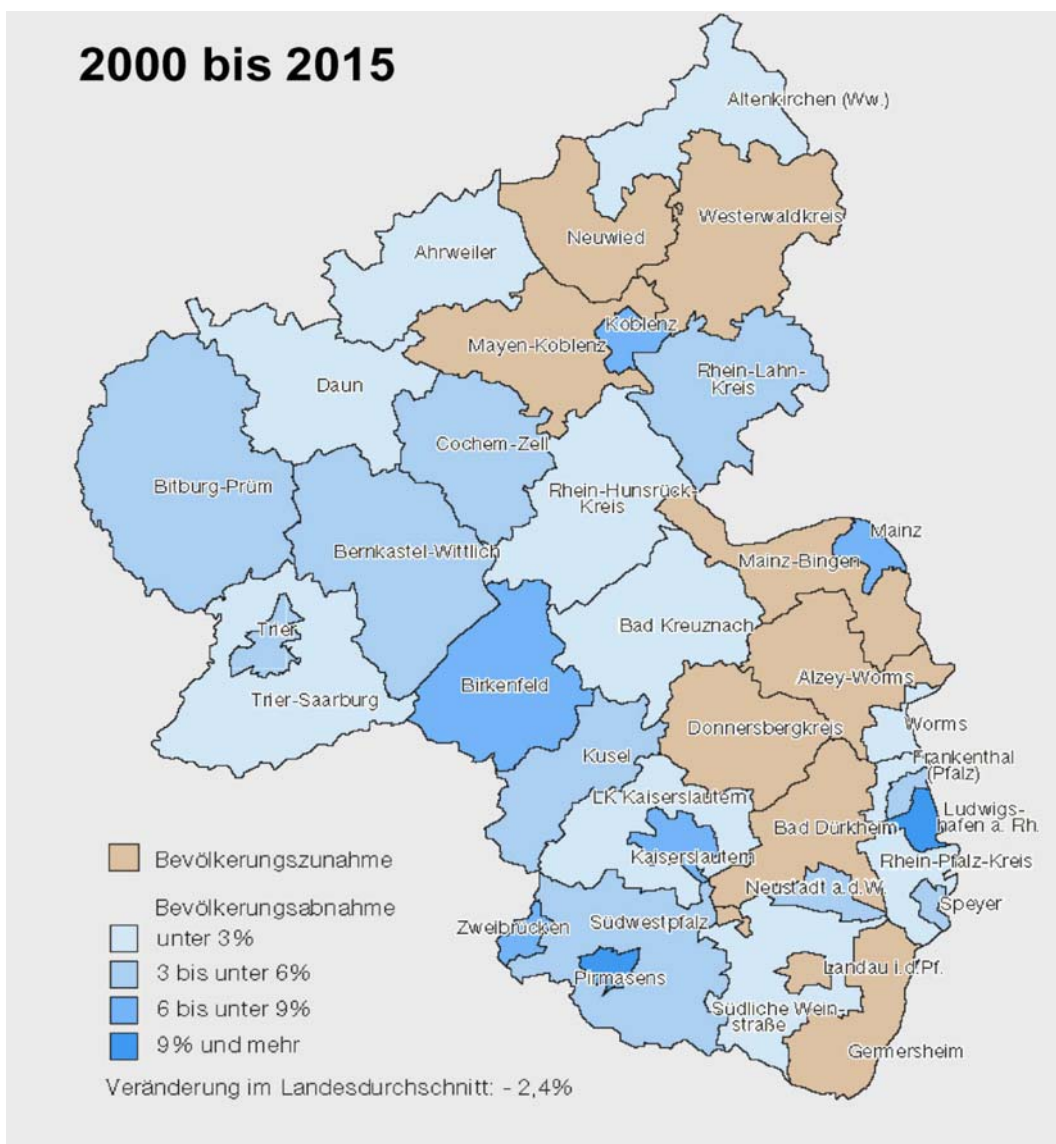 2000 bis 2015
Altenkirchen (Ww.)
Westerwaldkreis
Neuwied
Ahrweiler
Koblenz
Mayen-Koblenz
Rhein-Lahn-
Kreis
Daun
Cochem-Zell
Bitburg-Prüm
Rhein-Hunsrück-
Kreis
Mainz
Bernkastel-Wittlich
Mainz-Bingen
Trier
Bad Kreuznach
Alzey-Worms
Birkenfeld
Trier-Saarburg
Donnersbergkreis
Worms
Kusel
Frankenthal
(Pfalz)
LK Kaiserslautern
Ludwigs-
hafen a. Rh.
Bad Dürkheim
Kaiserslautern
Rhein-Pfalz-Kreis
Neustadt a.d.W.
Speyer
Zweibrücken
Südwestpfalz
Landau i.d.Pf.
Pirmasens
Südliche Wein-
straße
Germersheim
Bevölkerungszunahme
Bevölkerungsabnahme
unter 3%
3 bis unter 6%
6 bis unter 9%
9% und mehr
Veränderung im Landesdurchschnitt: - 2,4%